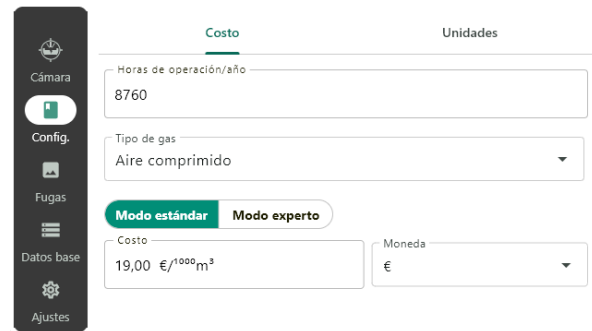 Costo
Unidades
Cámara
Config.
Fugas
Datos base
Ajustes
Horas de operación/año
8760
Tipo de gas
Aire comprimido
Modo estándar
Modo experto
Costo
19,00 €/¹⁰⁰⁰m³
Moneda
€